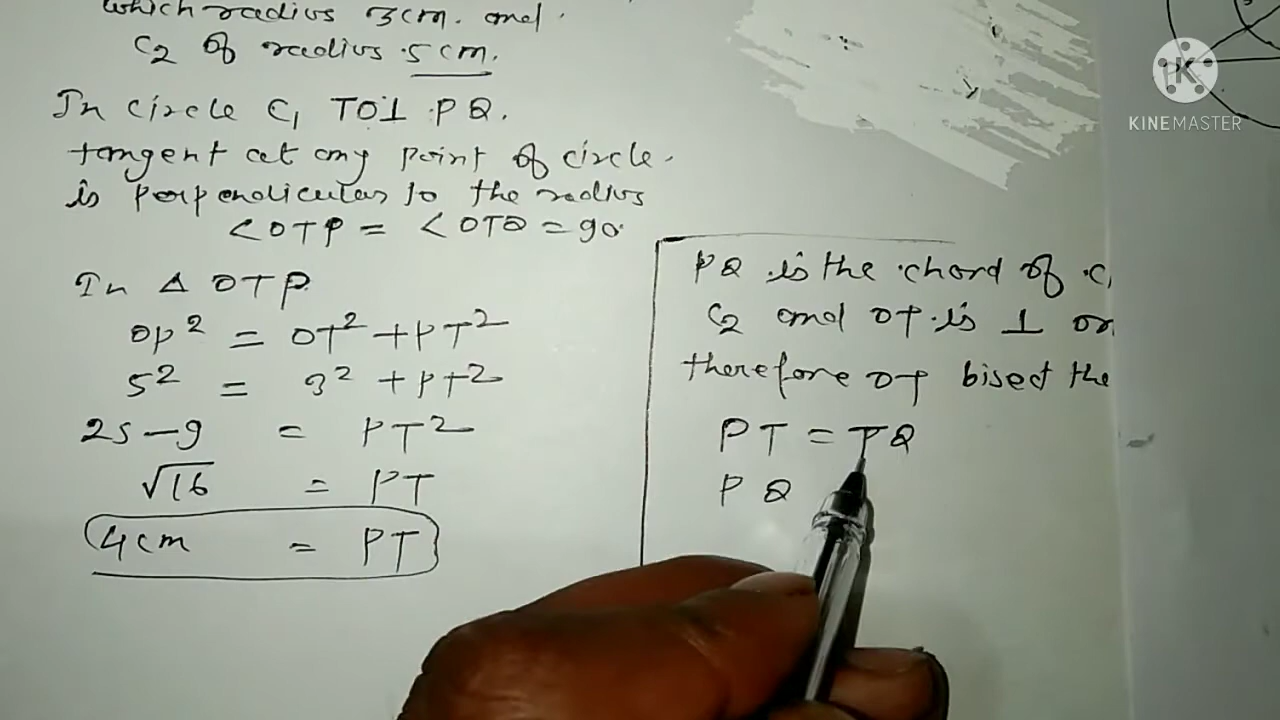 which radius 3cm. and
C2 of radius 5cm.
In circle C1 TO⊥ PQ.
tangent at any point of circle.
is perpendicular to the radius
<OTP = <OTQ = 90
In Δ OTP
OP² = OT² + PT²
5² = 3² + PT²
25 - 9 = PT²
√16 = PT
4cm = PT
PQ is the chord of C
C2 and OT is ⊥ on
therefore OT bisect the
PT = TQ
PQ
K
KINEMASTER